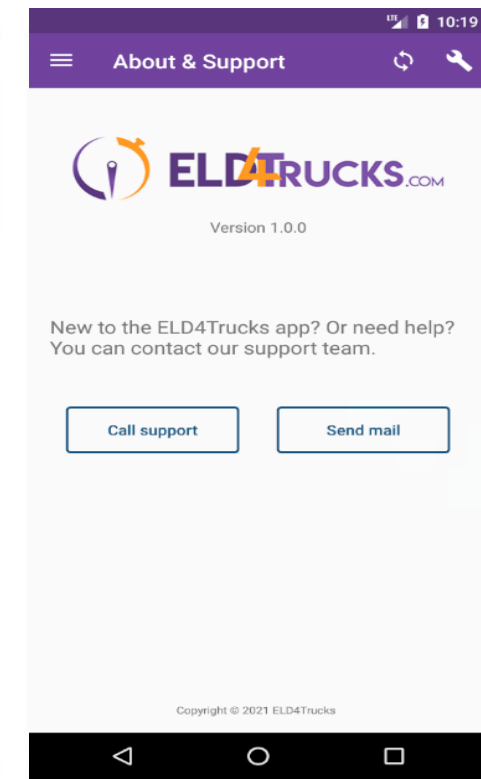 LTE 10:19
About & Support
ELD4TRUCKS.COM
Version 1.0.0
New to the ELD4Trucks app? Or need help?
You can contact our support team.
Call support Send mail
Copyright © 2021 ELD4Trucks